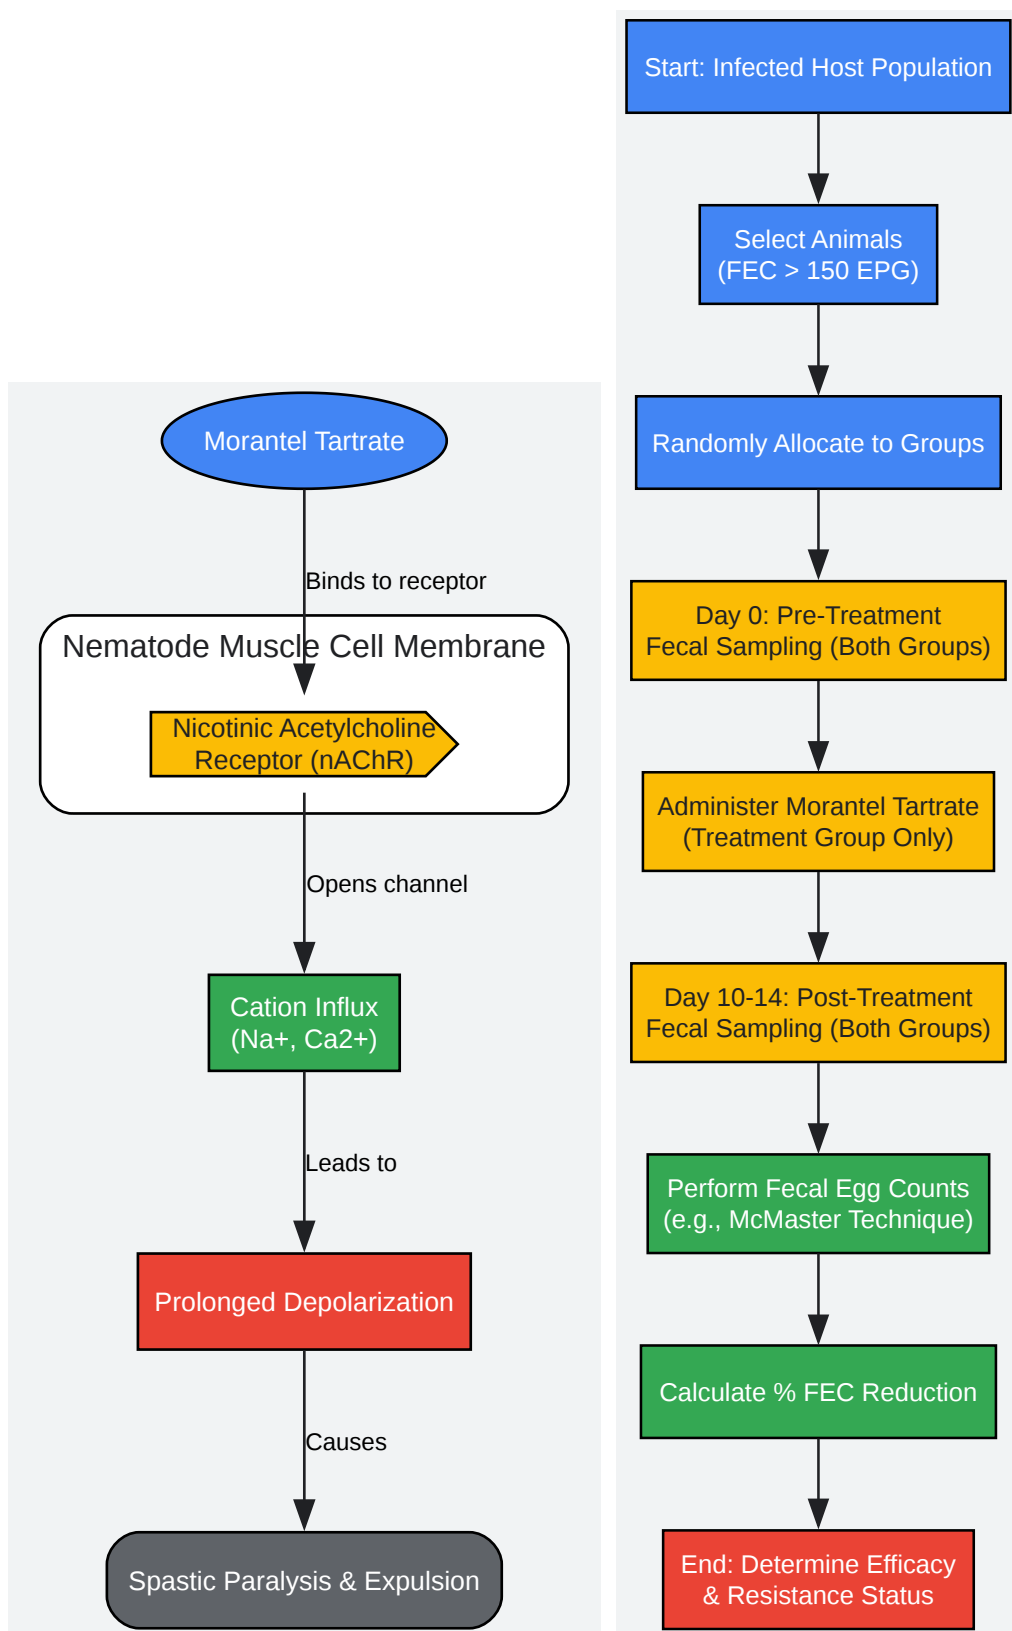 Morantel Tartrate
Binds to receptor
Nematode Muscle Cell Membrane
Nicotinic Acetylcholine
Receptor (nAChR)
Opens channel
Cation Influx
(Na+, Ca2+)
Leads to
Prolonged Depolarization
Causes
Spastic Paralysis & Expulsion
Start: Infected Host Population
Select Animals
(FEC > 150 EPG)
Randomly Allocate to Groups
Day 0: Pre-Treatment
Fecal Sampling (Both Groups)
Administer Morantel Tartrate
(Treatment Group Only)
Day 10-14: Post-Treatment
Fecal Sampling (Both Groups)
Perform Fecal Egg Counts
(e.g., McMaster Technique)
Calculate % FEC Reduction
End: Determine Efficacy
& Resistance Status